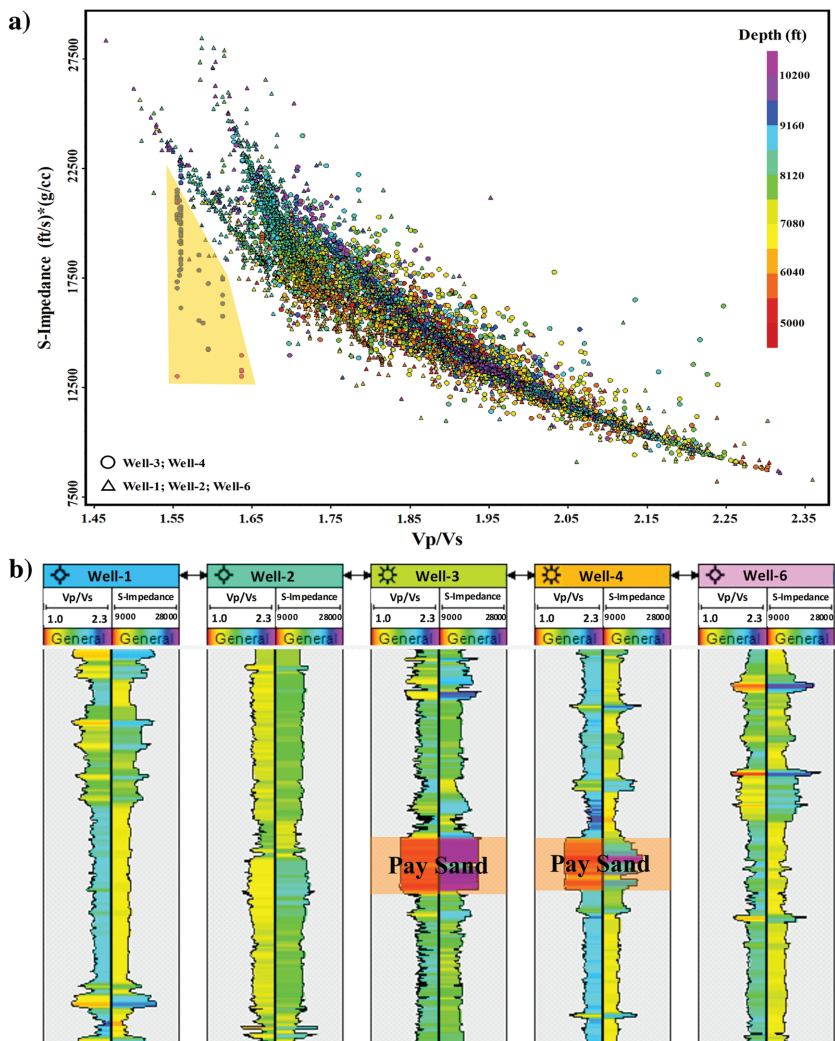 a)
Depth (ft)
10200
9160
8120
7080
6040
5000
S-Impedance (ft/s)*(g/cc)
27500
22500
17500
12500
7500
Well-3; Well-4
Well-1; Well-2; Well-6
1.45 1.55 1.65 1.75 1.85 1.95 2.05 2.15 2.25 2.35
Vp/Vs
b)
Well-1 Well-2 Well-3 Well-4 Well-6
Vp/Vs S-Impedance Vp/Vs S-Impedance Vp/Vs S-Impedance Vp/Vs S-Impedance Vp/Vs S-Impedance
1.0 2.3 9000 28000 1.0 2.3 9000 28000 1.0 2.3 9000 28000 1.0 2.3 9000 28000 1.0 2.3 9000 28000
General General General General General General General General General General
Pay Sand Pay Sand